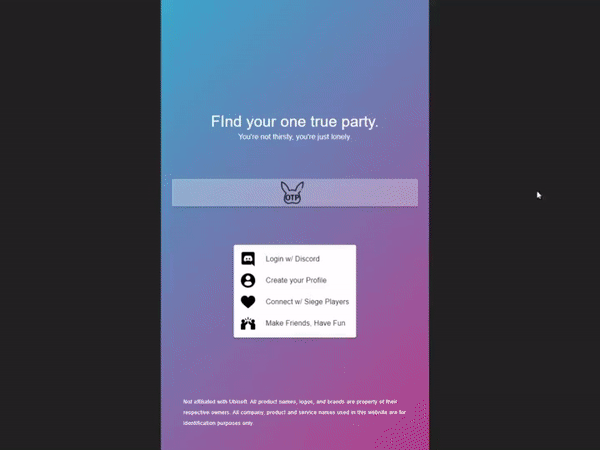 FInd your one true party.
You're not thirsty, you're just lonely
OTP
Login w/ Discord
Create your Profile
Connect w/ Siege Players
Make Friends, Have Fun
Not affiliated with Ubisoft. All product names, logos, and brands are property of their
respective owners. All company, product and service names used in this website are for
identification purposes only